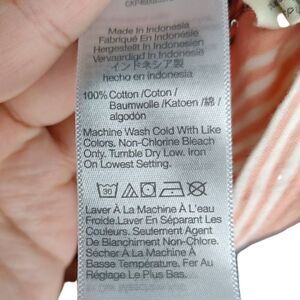 Made In Indonesia
Fabriqué En Indonésie
Hergestellt In Indonesien
Vervaardigd In Indonesië
インドネシア製
hecho en indonesia
100% Cotton /Coton /
Baumwolle /Katoen / 綿 /
algodón
Machine Wash Cold With Like
Colors. Non-Chlorine Bleach
Only. Tumble Dry Low. Iron
On Lowest Setting.
30
Laver À La Machine À L'eau
Froide.Laver En Séparant Les
Couleurs. Seulement Agent
De Blanchiment Non-Chlore.
Sécher À La Machine À
Basse Température. Fer Au
Réglage Le Plus Bas.